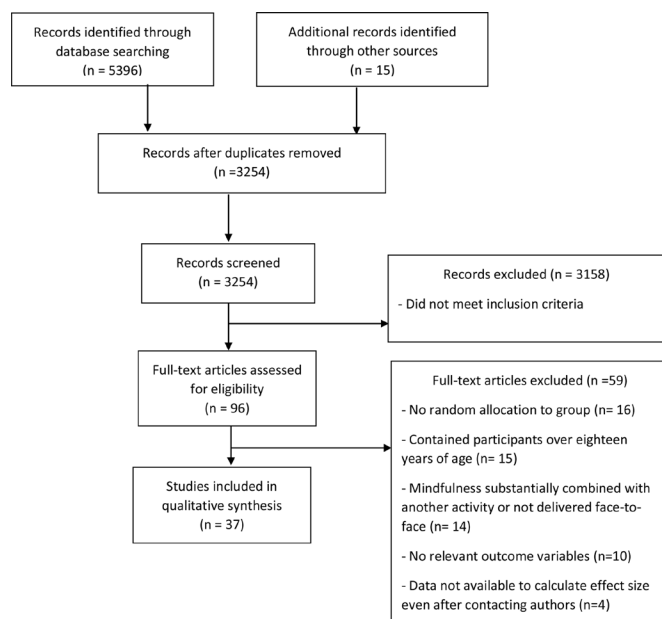 Records identified through
database searching
(n = 5396)
Additional records identified
through other sources
(n = 15)
Records after duplicates removed
(n =3254)
Records screened
(n = 3254)
Records excluded (n = 3158)
- Did not meet inclusion criteria
Full-text articles assessed
for eligibility
(n = 96)
Full-text articles excluded (n =59)
- No random allocation to group (n= 16)
- Contained participants over eighteen
years of age (n= 15)
- Mindfulness substantially combined with
another activity or not delivered face-to-
face (n= 14)
- No relevant outcome variables (n=10)
- Data not available to calculate effect size
even after contacting authors (n=4)
Studies included in
qualitative synthesis
(n = 37)